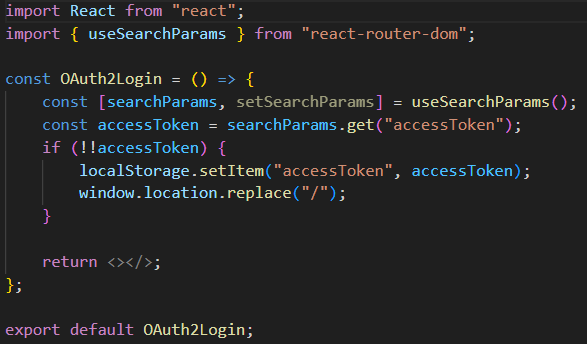 import React from "react";
import { useSearchParams } from "react-router-dom";

const OAuth2Login = () => {
    const [searchParams, setSearchParams] = useSearchParams();
    const accessToken = searchParams.get("accessToken");
    if (!!accessToken) {
        localStorage.setItem("accessToken", accessToken);
        window.location.replace("/");
    }

    return <></>;
};

export default OAuth2Login;